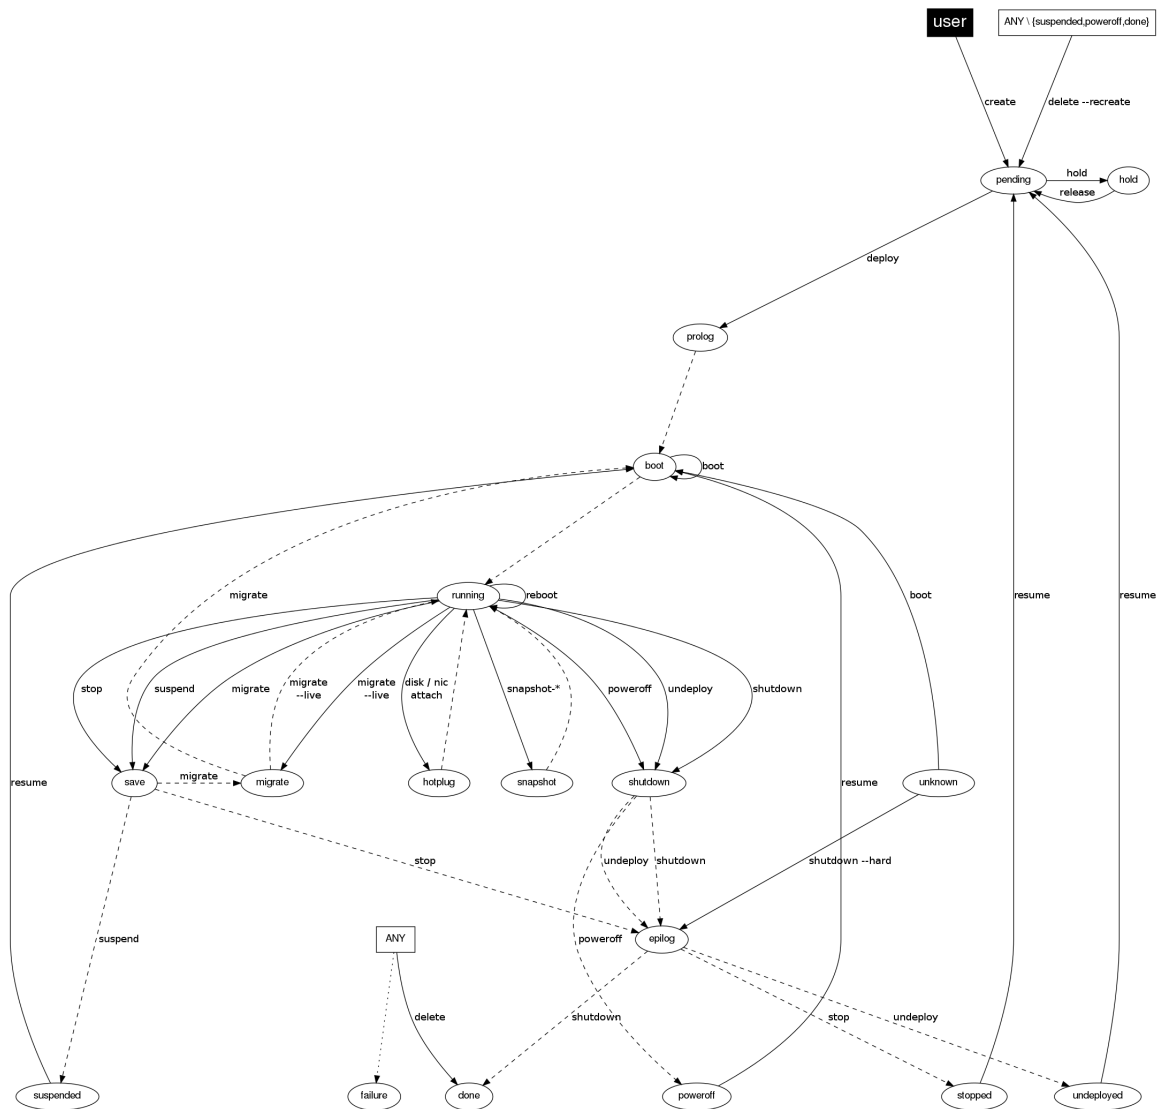 user
ANY \ {suspended,poweroff,done}
create
delete --recreate
pending
hold
hold
release
deploy
prolog
boot
boot
migrate
running
reboot
boot
stop
suspend
migrate
migrate
--live
migrate
--live
disk / nic
attach
snapshot-*
poweroff
undeploy
shutdown
resume
resume
save
migrate
migrate
hotplug
snapshot
shutdown
unknown
resume
resume
stop
undeploy
shutdown
shutdown --hard
suspend
ANY
poweroff
epilog
delete
shutdown
stop
undeploy
suspended
failure
done
poweroff
stopped
undeployed